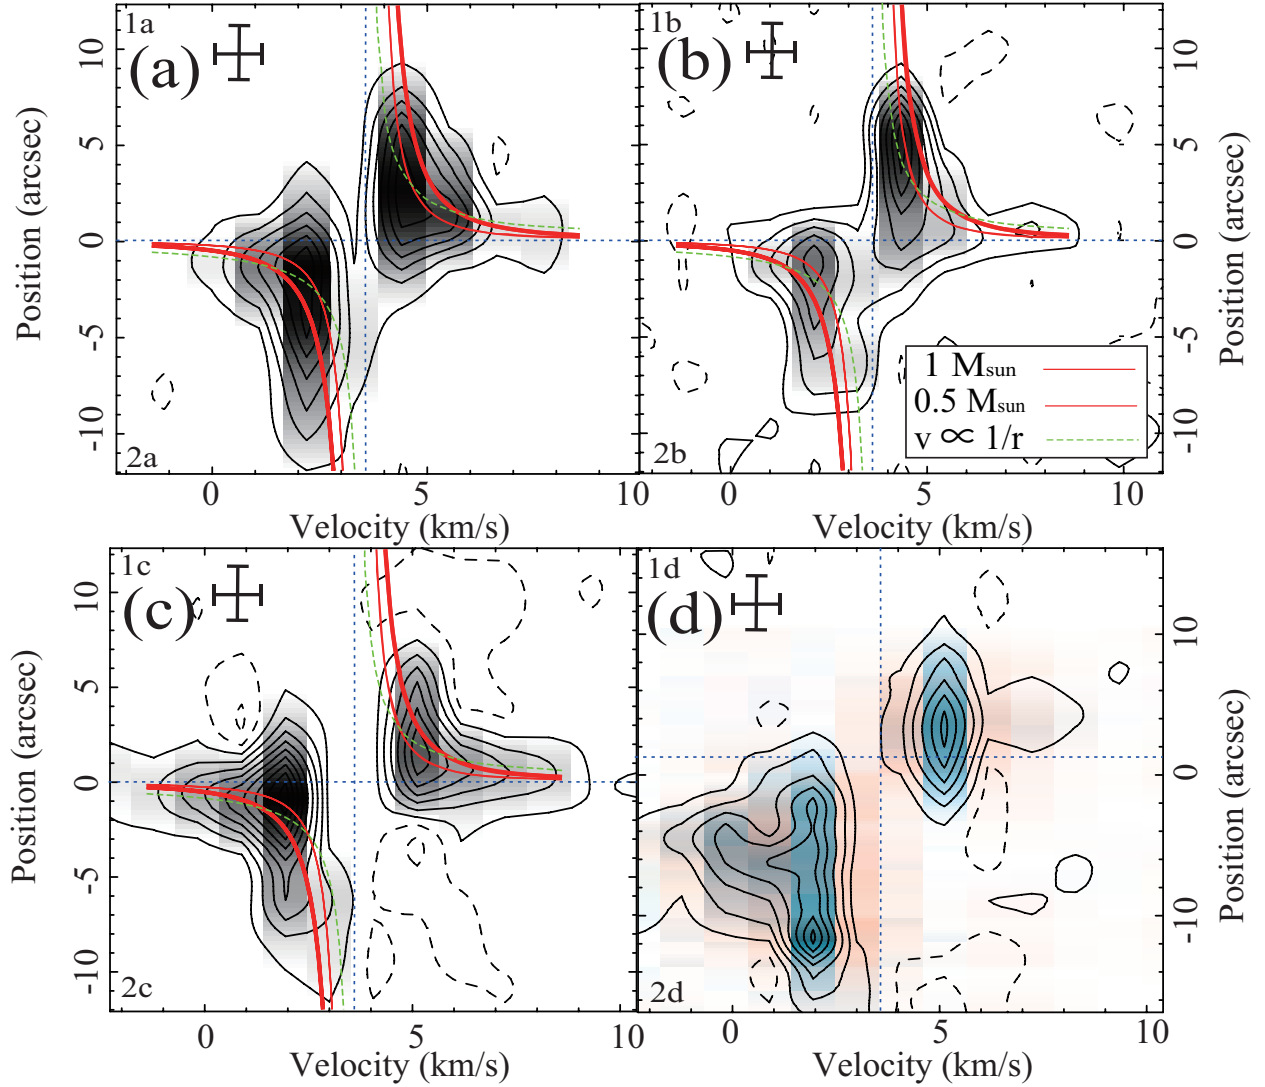 1a
(a)
10
5
0
-5
-10
Position (arcsec)
2a
0
5
10
Velocity (km/s)
1b
(b)
10
5
0
-5
-10
Position (arcsec)
1 Msun
0.5 Msun
v ∝ 1/r
2b
0
5
10
Velocity (km/s)
1c
(c)
10
5
0
-5
-10
Position (arcsec)
2c
0
5
10
Velocity (km/s)
1d
(d)
10
0
-10
Position (arcsec)
2d
0
5
10
Velocity (km/s)